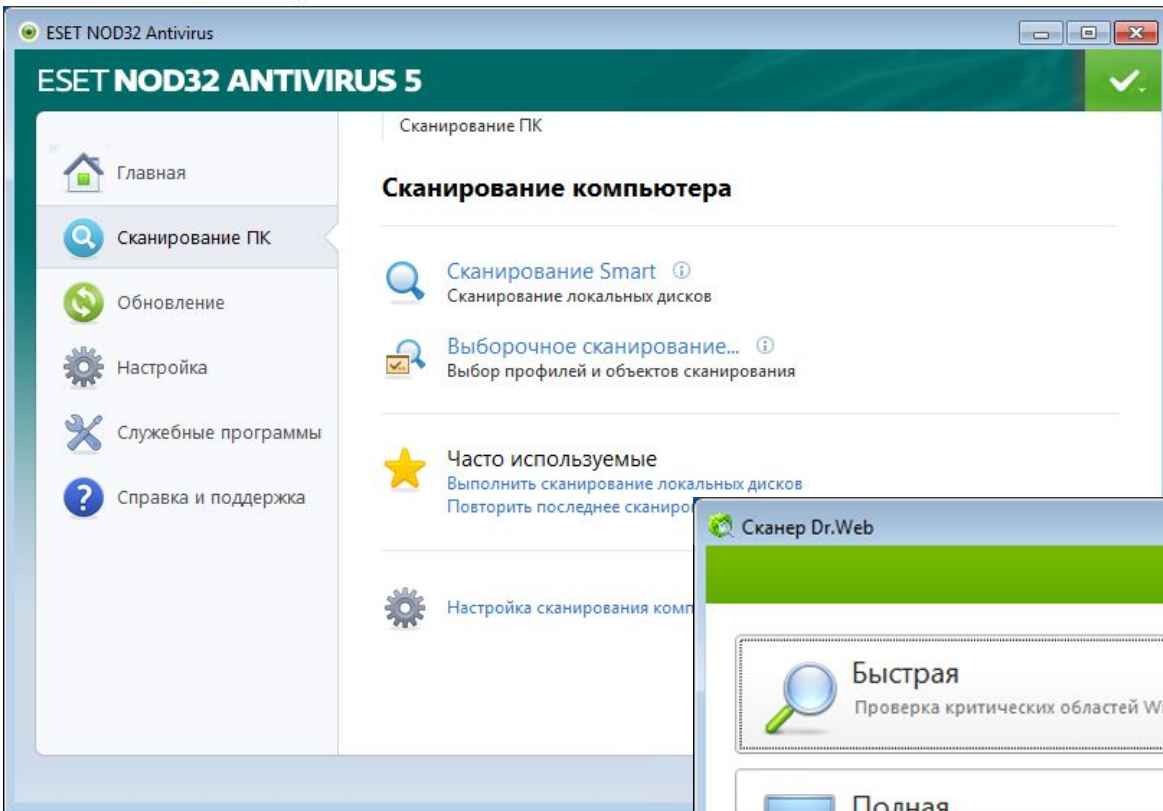 ESET NOD32 Antivirus
ESET NOD32 ANTIVIRUS 5
Главная
Сканирование ПК
Обновление
Настройка
Служебные программы
Справка и поддержка
Сканирование ПК
Сканирование компьютера
Сканирование Smart
Сканирование локальных дисков
Выборочное сканирование...
Выбор профилей и объектов сканирования
Часто используемые
Выполнить сканирование локальных дисков
Повторить последнее
Настройка сканирования
Сканер Dr.Web
Быстрая
Проверка критических областей
Полная